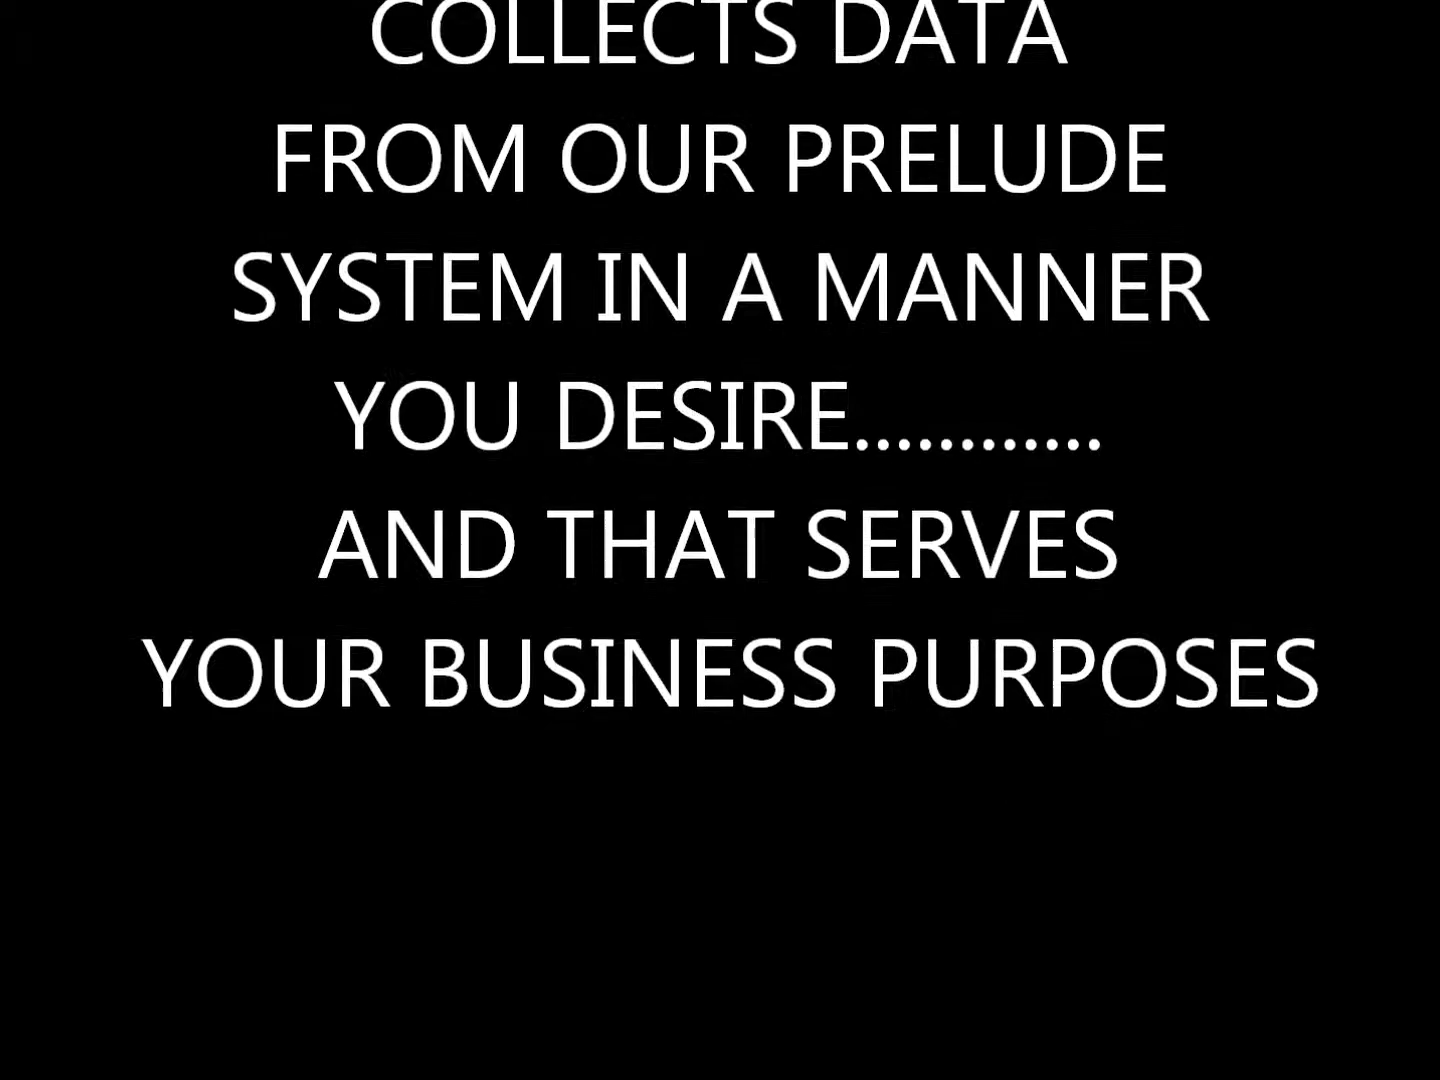 COLLECTS DATA
FROM OUR PRELUDE
SYSTEM IN A MANNER
YOU DESIRE............
AND THAT SERVES
YOUR BUSINESS PURPOSES